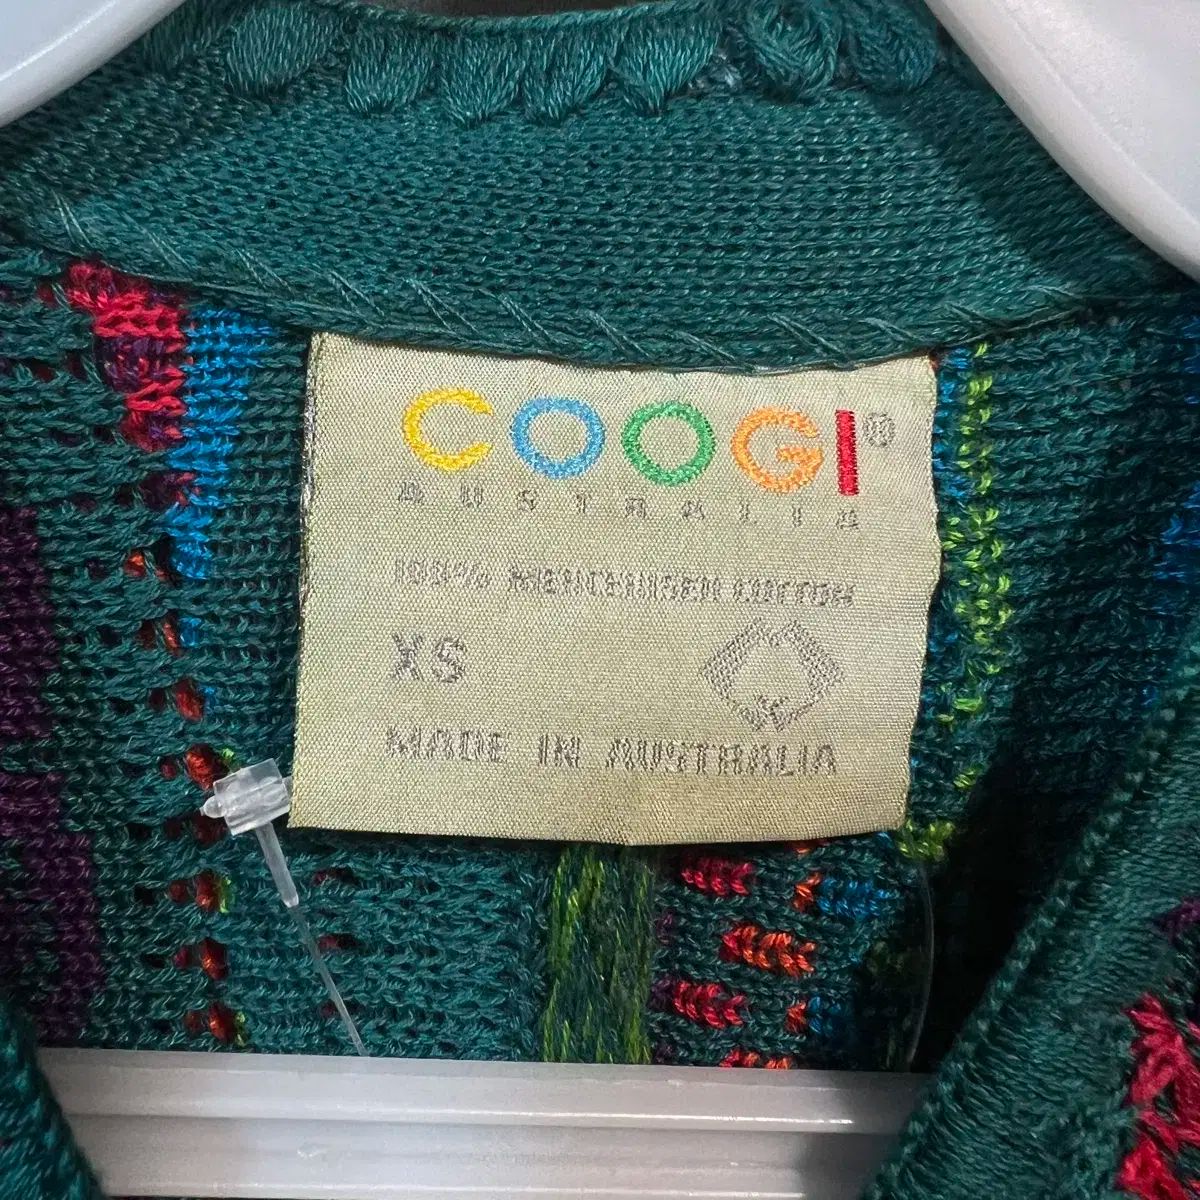 COOGI®
AUSTRALIA
100% MERCERISED COTTON
XS
MADE IN AUSTRALIA